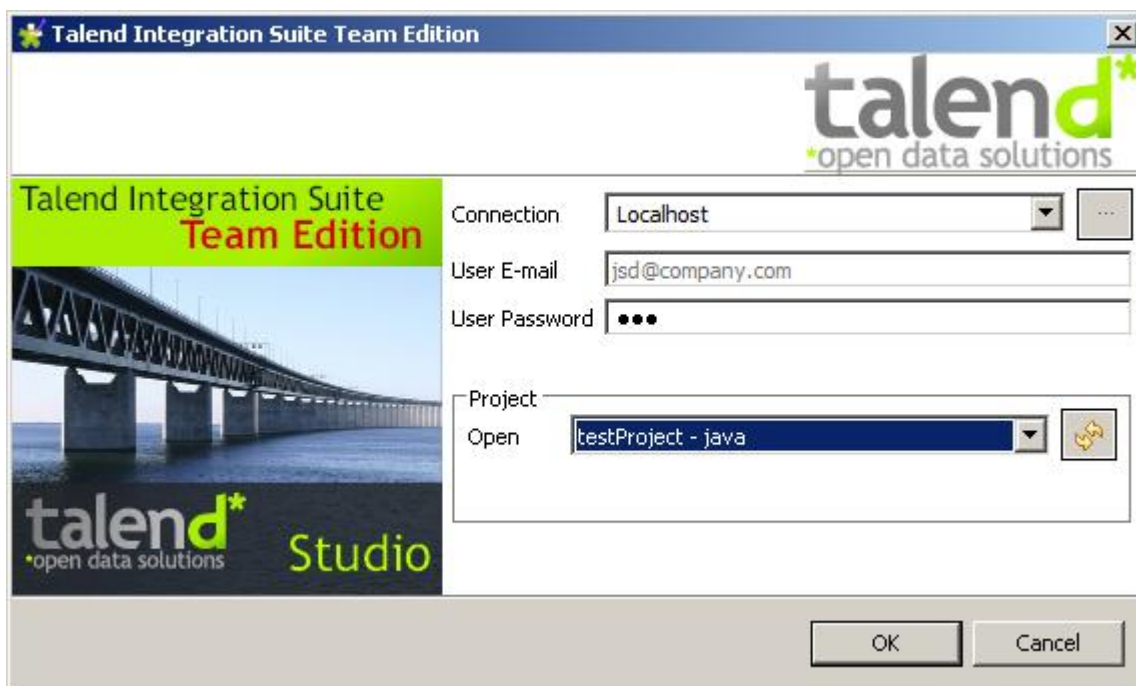 Talend Integration Suite Team Edition
talend*
*open data solutions
Talend Integration Suite
Team Edition
talend*
*open data solutions
Studio
Connection Localhost ...
User E-mail jsd@company.com
User Password ●●●
Project
Open testProject - java
OK Cancel